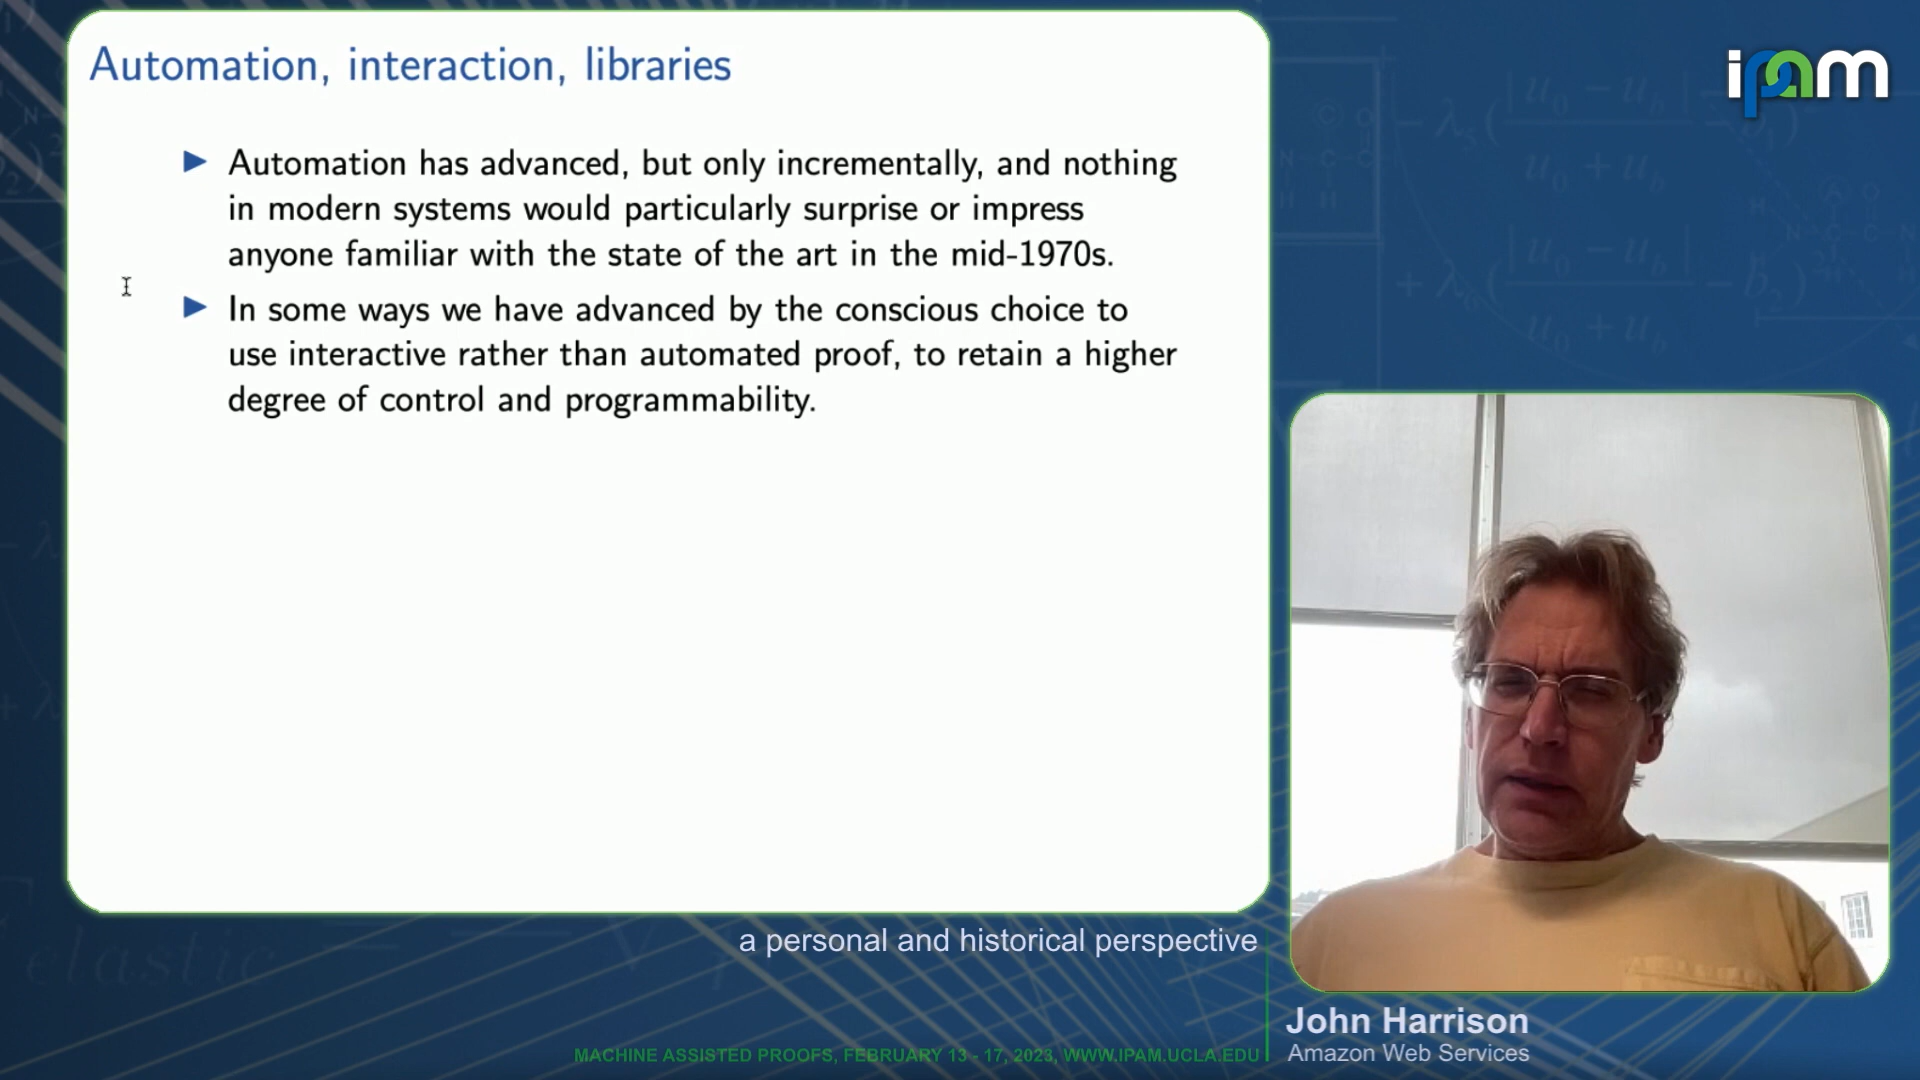 Automation, interaction, libraries
Automation has advanced, but only incrementally, and nothing
in modern systems would particularly surprise or impress
anyone familiar with the state of the art in the mid-1970s.
In some ways we have advanced by the conscious choice to
use interactive rather than automated proof, to retain a higher
degree of control and programmability.
ipam
a personal and historical perspective
John Harrison
Amazon Web Services
MACHINE ASSISTED PROOFS, FEBRUARY 13 - 17, 2023, WWW.IPAM.UCLA.EDU
elastic